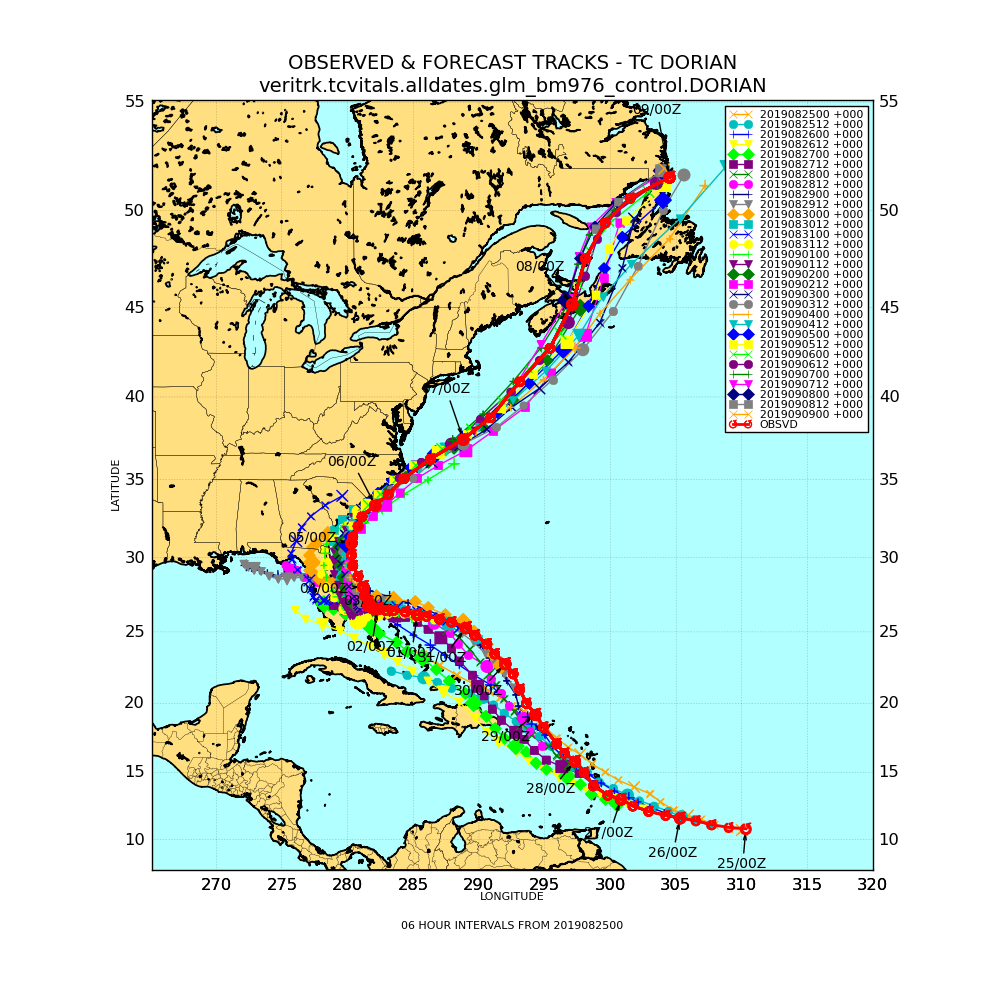 OBSERVED & FORECAST TRACKS - TC DORIAN
veritrk.tcvitals.alldates.glm_bm976_control.DORIAN
55
55
50
50
45
45
40
40
35
35
30
30
25
25
20
20
15
15
10
10
LATITUDE
09/00Z
08/00Z
7/00Z
06/00Z
05/00Z
04/00Z
03/00Z
02/00Z
01/00Z
31/00Z
30/00Z
29/00Z
28/00Z
27/00Z
26/00Z
25/00Z
2019082500 +000
2019082512 +000
2019082600 +000
2019082612 +000
2019082700 +000
2019082712 +000
2019082800 +000
2019082812 +000
2019082900 +000
2019082912 +000
2019083000 +000
2019083012 +000
2019083100 +000
2019083112 +000
2019090100 +000
2019090112 +000
2019090200 +000
2019090212 +000
2019090300 +000
2019090312 +000
2019090400 +000
2019090412 +000
2019090500 +000
2019090512 +000
2019090600 +000
2019090612 +000
2019090700 +000
2019090712 +000
2019090800 +000
2019090812 +000
2019090900 +000
OBSVD
270 275 280 285 290 295 300 305 310 315 320
LONGITUDE
06 HOUR INTERVALS FROM 2019082500